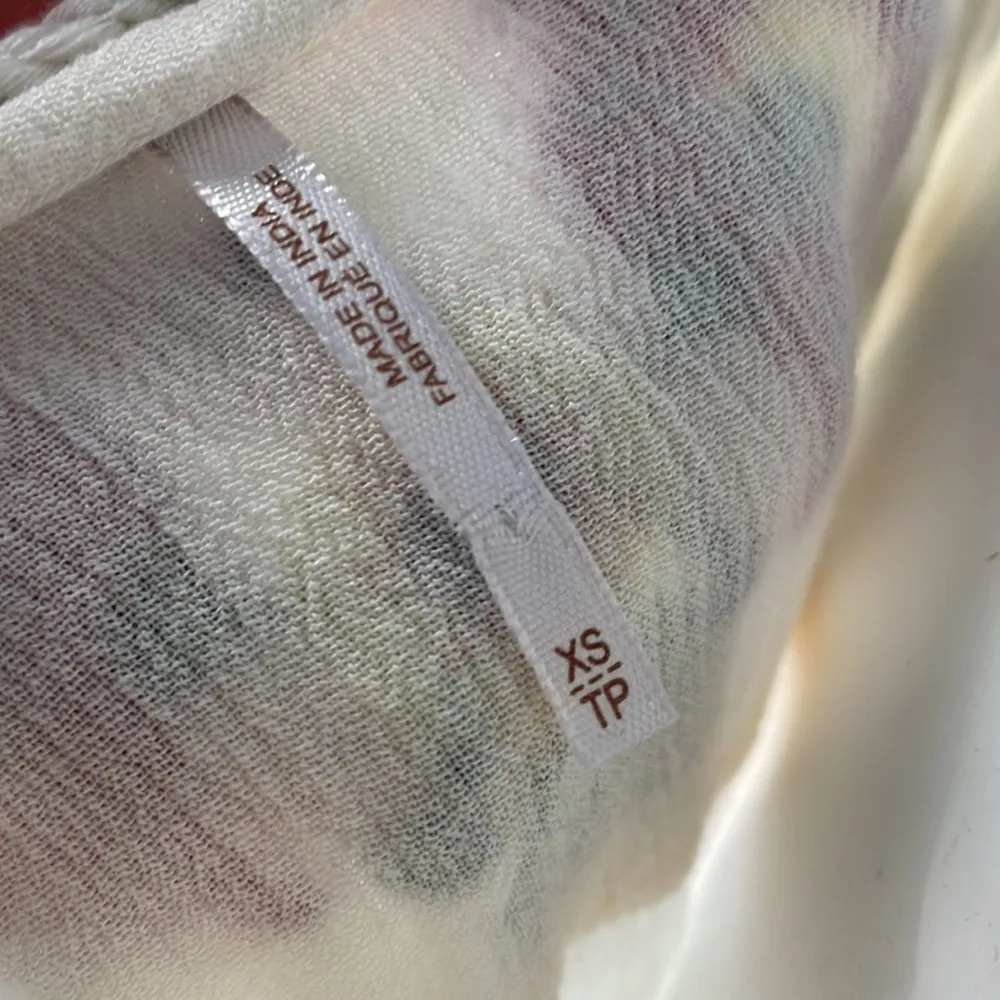 MADE IN INDIA
FABRIQUÉ EN INDE
XS
TP